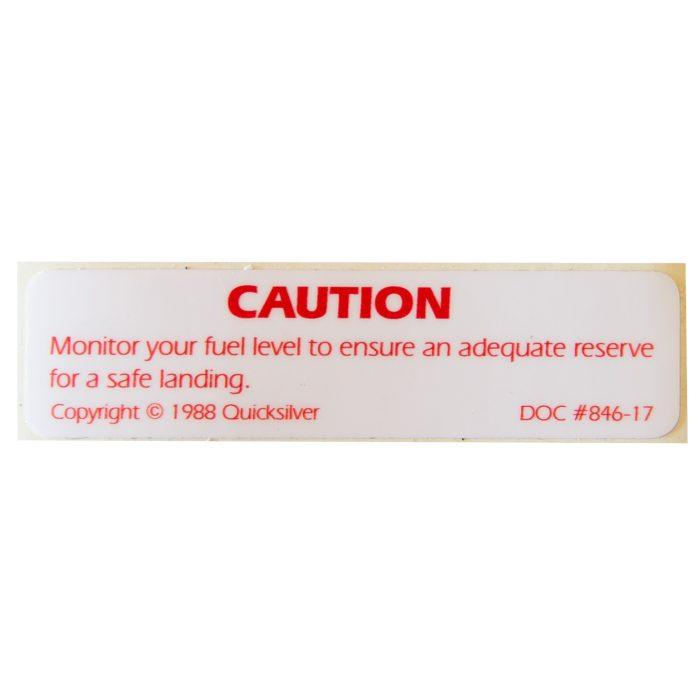 CAUTION
Monitor your fuel level to ensure an adequate reserve
for a safe landing.
Copyright © 1988 Quicksilver DOC #846-17